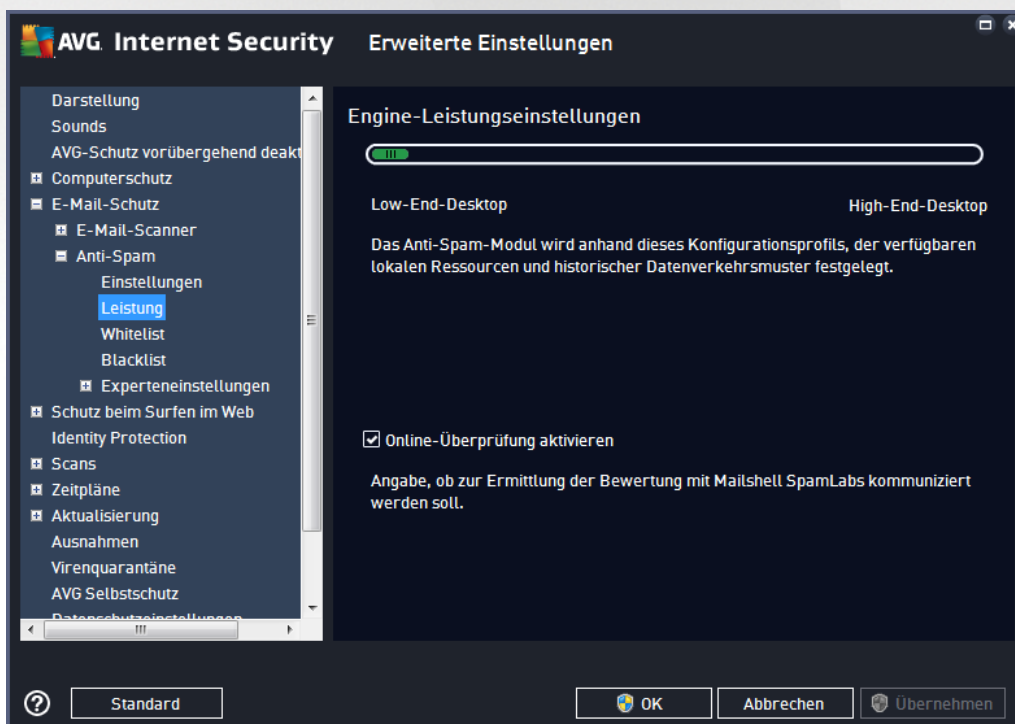 AVG. Internet Security Erweiterte Einstellungen
Darstellung
Sounds
AVG-Schutz vorübergehend deakt
Computerschutz
E-Mail-Schutz
E-Mail-Scanner
Anti-Spam
Einstellungen
Leistung
Whitelist
Blacklist
Experteneinstellungen
Schutz beim Surfen im Web
Identity Protection
Scans
Zeitpläne
Aktualisierung
Ausnahmen
Virenquarantäne
AVG Selbstschutz
Datenschutzeinstellungen
Engine-Leistungseinstellungen
Low-End-Desktop High-End-Desktop
Das Anti-Spam-Modul wird anhand dieses Konfigurationsprofils, der verfügbaren
lokalen Ressourcen und historischer Datenverkehrsmuster festgelegt.
Online-Überprüfung aktivieren
Angabe, ob zur Ermittlung der Bewertung mit Mailshell SpamLabs kommuniziert
werden soll.
? Standard OK Abbrechen Übernehmen